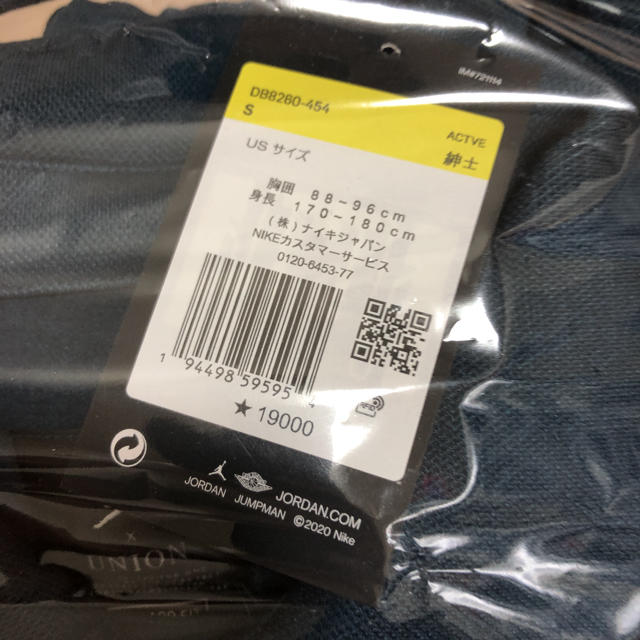 IM#721154
DB8260-454
S
ACTVE
USサイズ
紳士
胸囲 88-96cm
身長 170-180cm
(株)ナイキジャパン
NIKEカスタマーサービス
0120-6453-77
1 94498 59595 4
★19000
JORDAN JUMPMAN JORDAN.COM
©2020 Nike
×
UNION